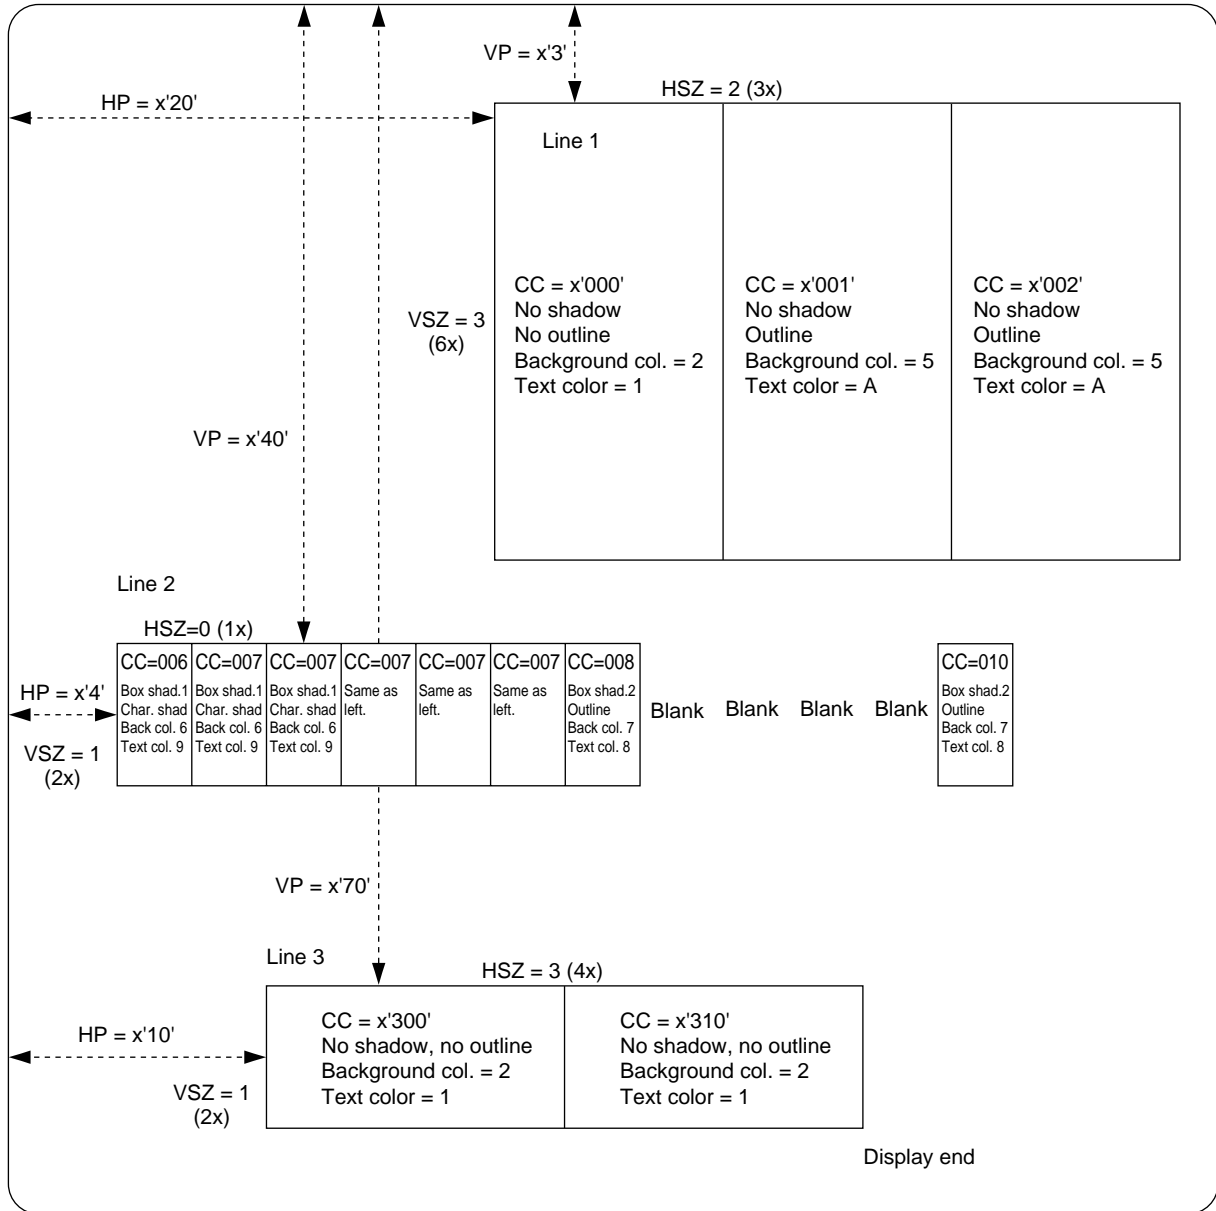 VP = x'3'
HSZ = 2 (3x)
HP = x'20'
Line 1
CC = x'000'
No shadow
No outline
Background col. = 2
Text color = 1
CC = x'001'
No shadow
Outline
Background col. = 5
Text color = A
CC = x'002'
No shadow
Outline
Background col. = 5
Text color = A
VSZ = 3
(6x)
VP = x'40'
Line 2
HSZ=0 (1x)
CC=006
Box shad.1
Char. shad
Back col. 6
Text col. 9
CC=007
Box shad.1
Char. shad
Back col. 6
Text col. 9
CC=007
Box shad.1
Char. shad
Back col. 6
Text col. 9
CC=007
Same as
left.
CC=007
Same as
left.
CC=007
Same as
left.
CC=008
Box shad.2
Outline
Back col. 7
Text col. 8
Blank
Blank
Blank
Blank
CC=010
Box shad.2
Outline
Back col. 7
Text col. 8
HP = x'4'
VSZ = 1
(2x)
VP = x'70'
Line 3
HSZ = 3 (4x)
CC = x'300'
No shadow, no outline
Background col. = 2
Text color = 1
CC = x'310'
No shadow, no outline
Background col. = 2
Text color = 1
HP = x'10'
VSZ = 1
(2x)
Display end